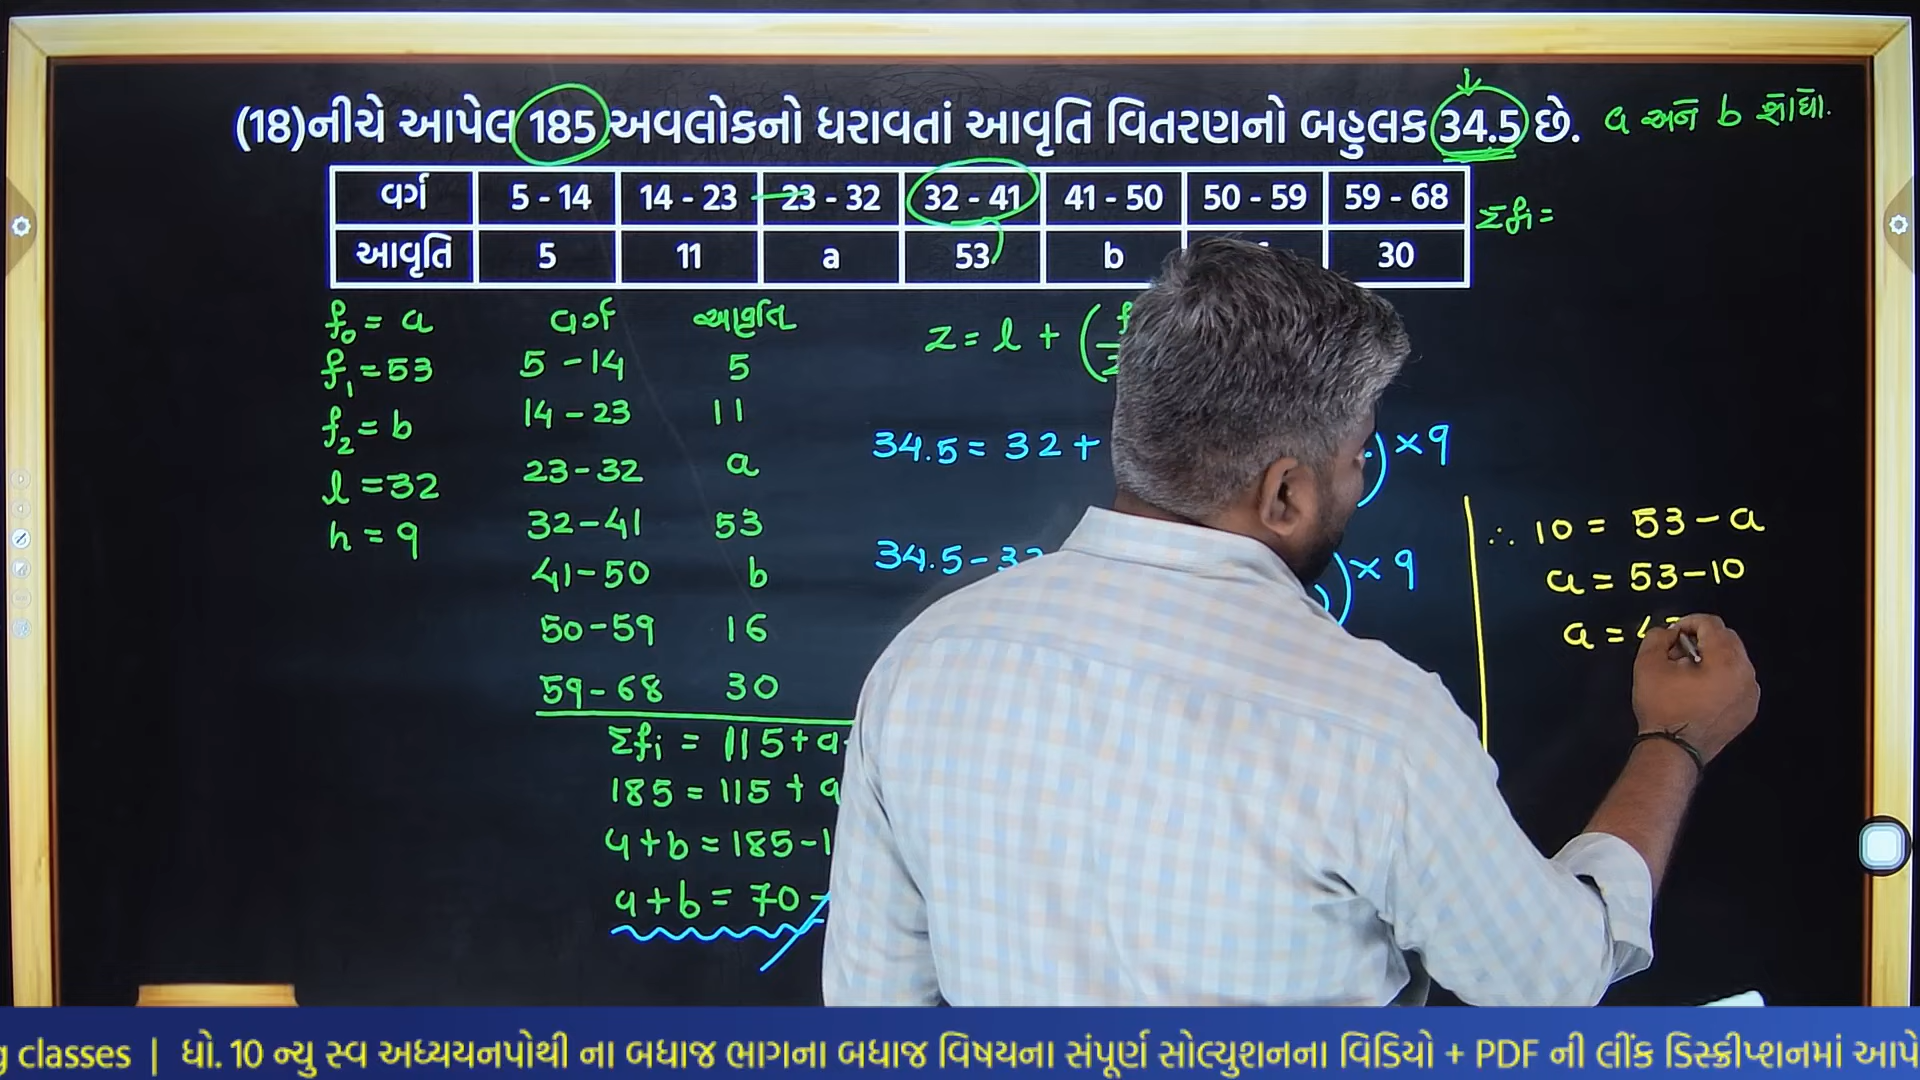 (18)નીચે આપેલ 185 અવલોકનો ધરાવતાં આવૃતિ વિતરણનો બહુલક 34.5 છે. a અને b શોધો.
વર્ગ 5 - 14 14 - 23 23 - 32 32 - 41 41 - 50 50 - 59 59 - 68
આવૃતિ 5 11 a 53 b 30
Σfi =
f₀ = a
f₁ = 53
f₂ = b
l = 32
h = 9
વર્ગ આવૃતિ
5 - 14 5
14 - 23 11
23 - 32 a
32 - 41 53
41 - 50 b
50 - 59 16
59 - 68 30
Σfi = 115 + a
185 = 115 + a
a + b = 185 - 1
a + b = 70
z = l + (
34.5 = 32 + ) × 9
34.5 - 32 ) × 9
∴ 10 = 53 - a
a = 53 - 10
a =
g classes | ધો. 10 ન્યુ સ્વ અધ્યયનપોથી ના બધાજ ભાગના બધાજ વિષયના સંપૂર્ણ સોલ્યુશનના વિડિયો + PDF ની લીંક ડિસ્ક્રીપ્શનમાં આપે